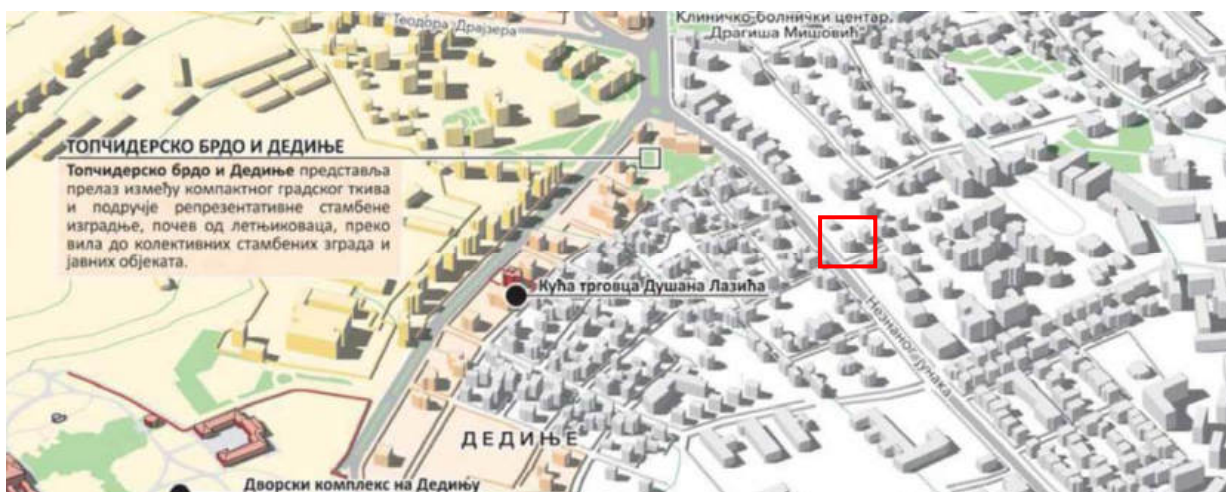 Теодора Драјзера
Клиничко-болнички центар
„Драгиша Мишовић“
ТОПЧИДЕРСКО БРДО И ДЕДИЊЕ
Топчидерско брдо и Дедиње представља
прелаз између компактног градског ткива
и подручје репрезентативне стамбене
изградње, почев од летњиковаца, преко
вила до колективних стамбених зграда и
јавних објеката.
Кућа трговца Душана Лазића
Незнаног јунака
ДЕДИЊЕ
Дворски комплекс на Дедињу